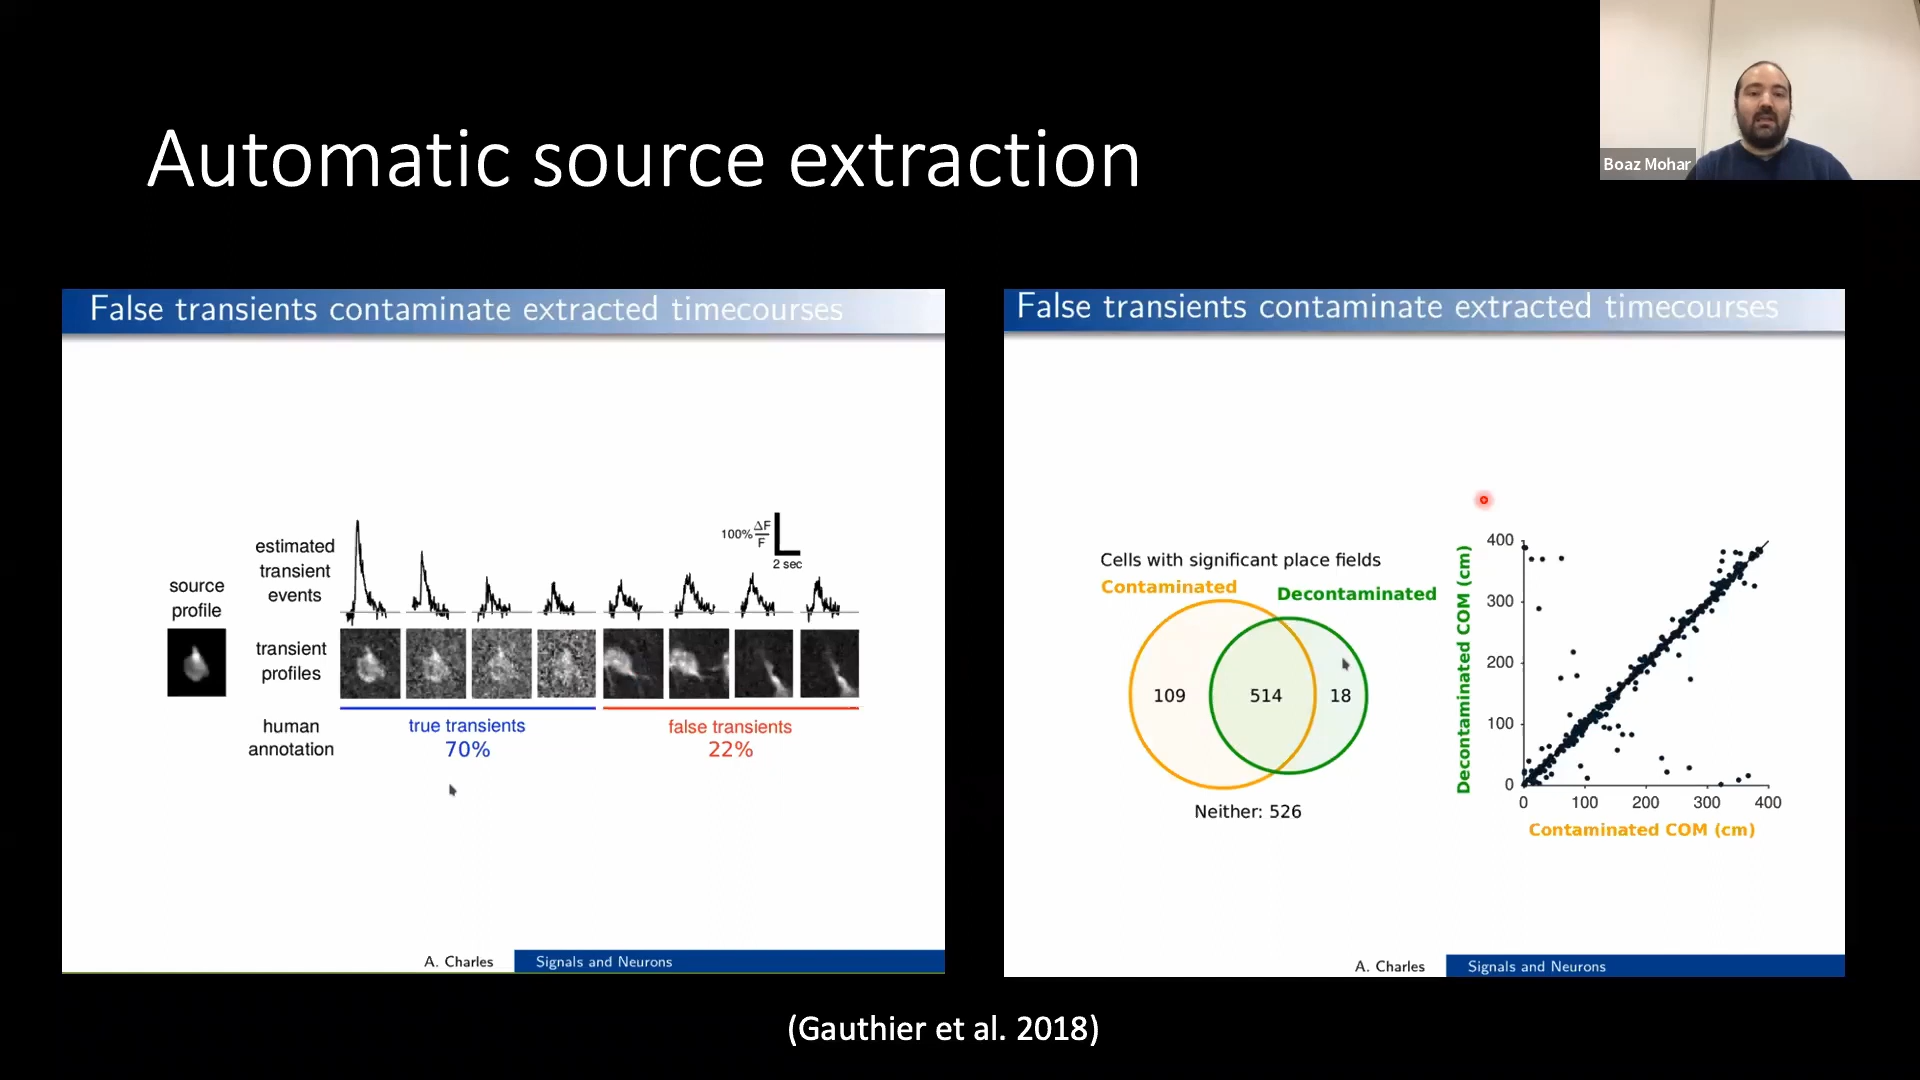 Automatic source extraction
Boaz Mohar
False transients contaminate extracted timecourses
estimated
transient
events
100% ΔF
F
2 sec
source
profile
transient
profiles
human
annotation
true transients
70%
false transients
22%
A. Charles
Signals and Neurons
False transients contaminate extracted timecourses
Cells with significant place fields
Contaminated
Decontaminated
109
514
18
Neither: 526
Decontaminated COM (cm)
400
300
200
100
0
0 100 200 300 400
Contaminated COM (cm)
A. Charles
Signals and Neurons
(Gauthier et al. 2018)